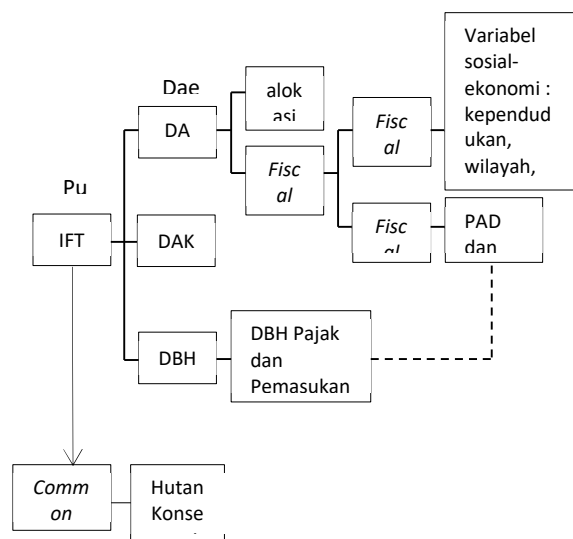 Variabel
sosial-
ekonomi :
kependud
ukan,
wilayah,
Dae
alok
asi
DA
Fisc
al
Fisc
al
Pu
IFT
DAK
Fisc
al
PAD
dan
DBH
DBH Pajak
dan
Pemasukan
Comm
on
Hutan
Konse